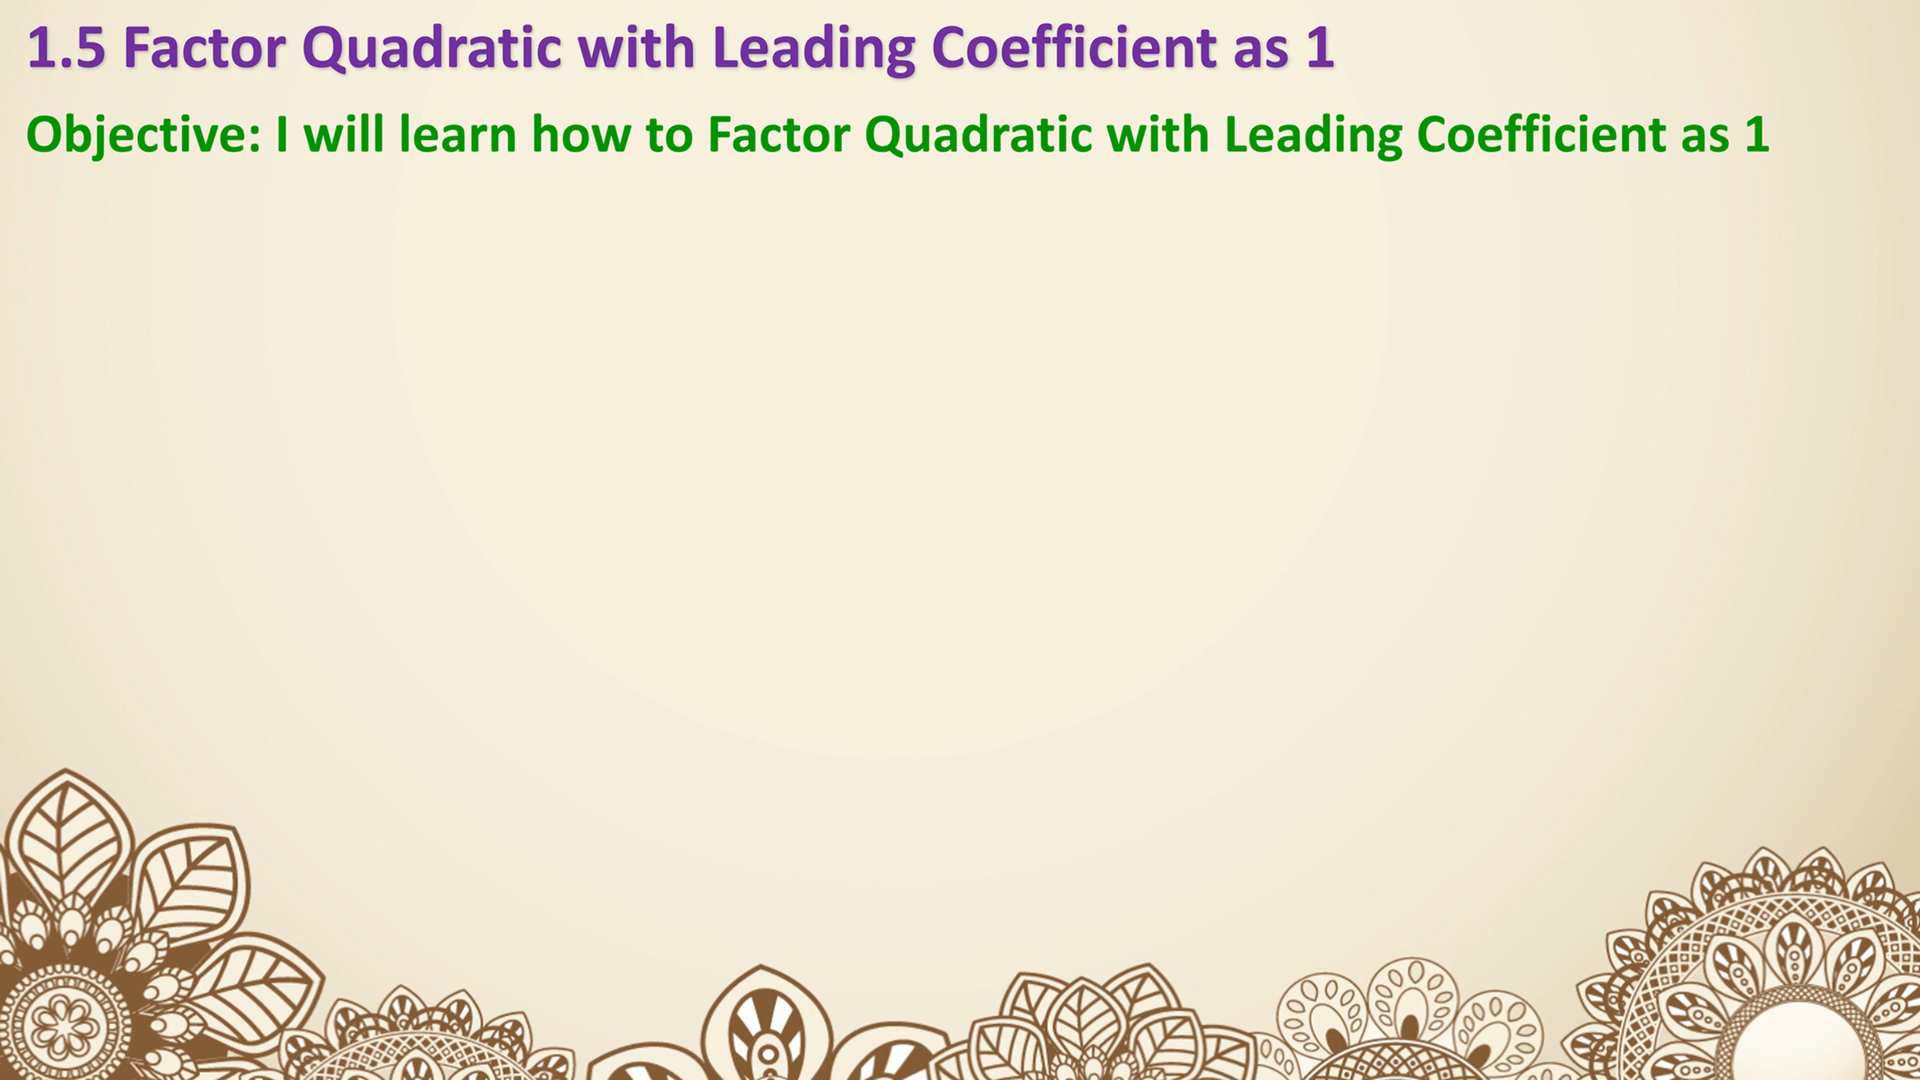 1.5 Factor Quadratic with Leading Coefficient as 1
Objective: I will learn how to Factor Quadratic with Leading Coefficient as 1